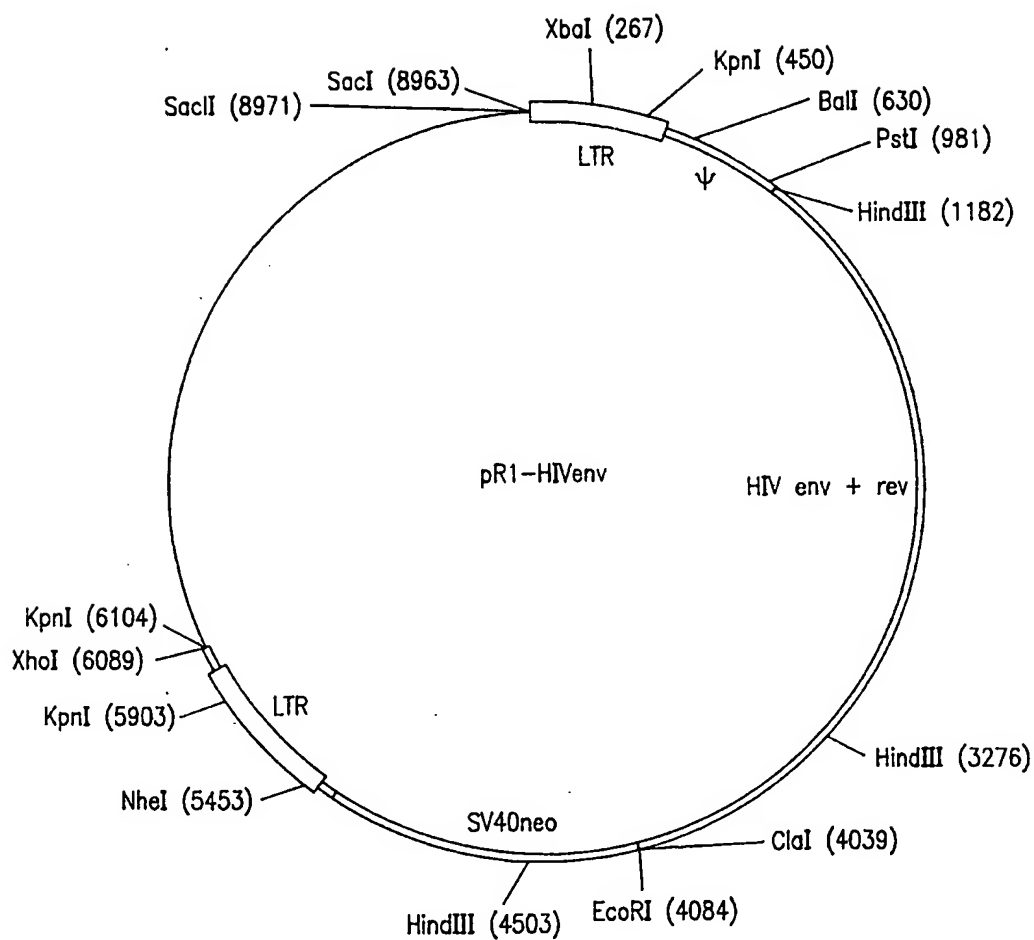 XbaI (267)
KpnI (450)
SacI (8963)
SacII (8971)
BalI (630)
PstI (981)
LTR
ψ
HindIII (1182)
pR1-HIVenv
HIV env + rev
KpnI (6104)
XhoI (6089)
LTR
KpnI (5903)
HindIII (3276)
NheI (5453)
SV40neo
ClaI (4039)
EcoRI (4084)
HindIII (4503)